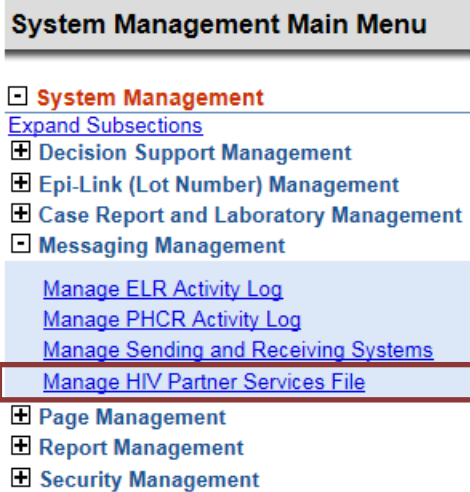 System Management Main Menu
System Management
Expand Subsections
Decision Support Management
Epi-Link (Lot Number) Management
Case Report and Laboratory Management
Messaging Management
Manage ELR Activity Log
Manage PHCR Activity Log
Manage Sending and Receiving Systems
Manage HIV Partner Services File
Page Management
Report Management
Security Management